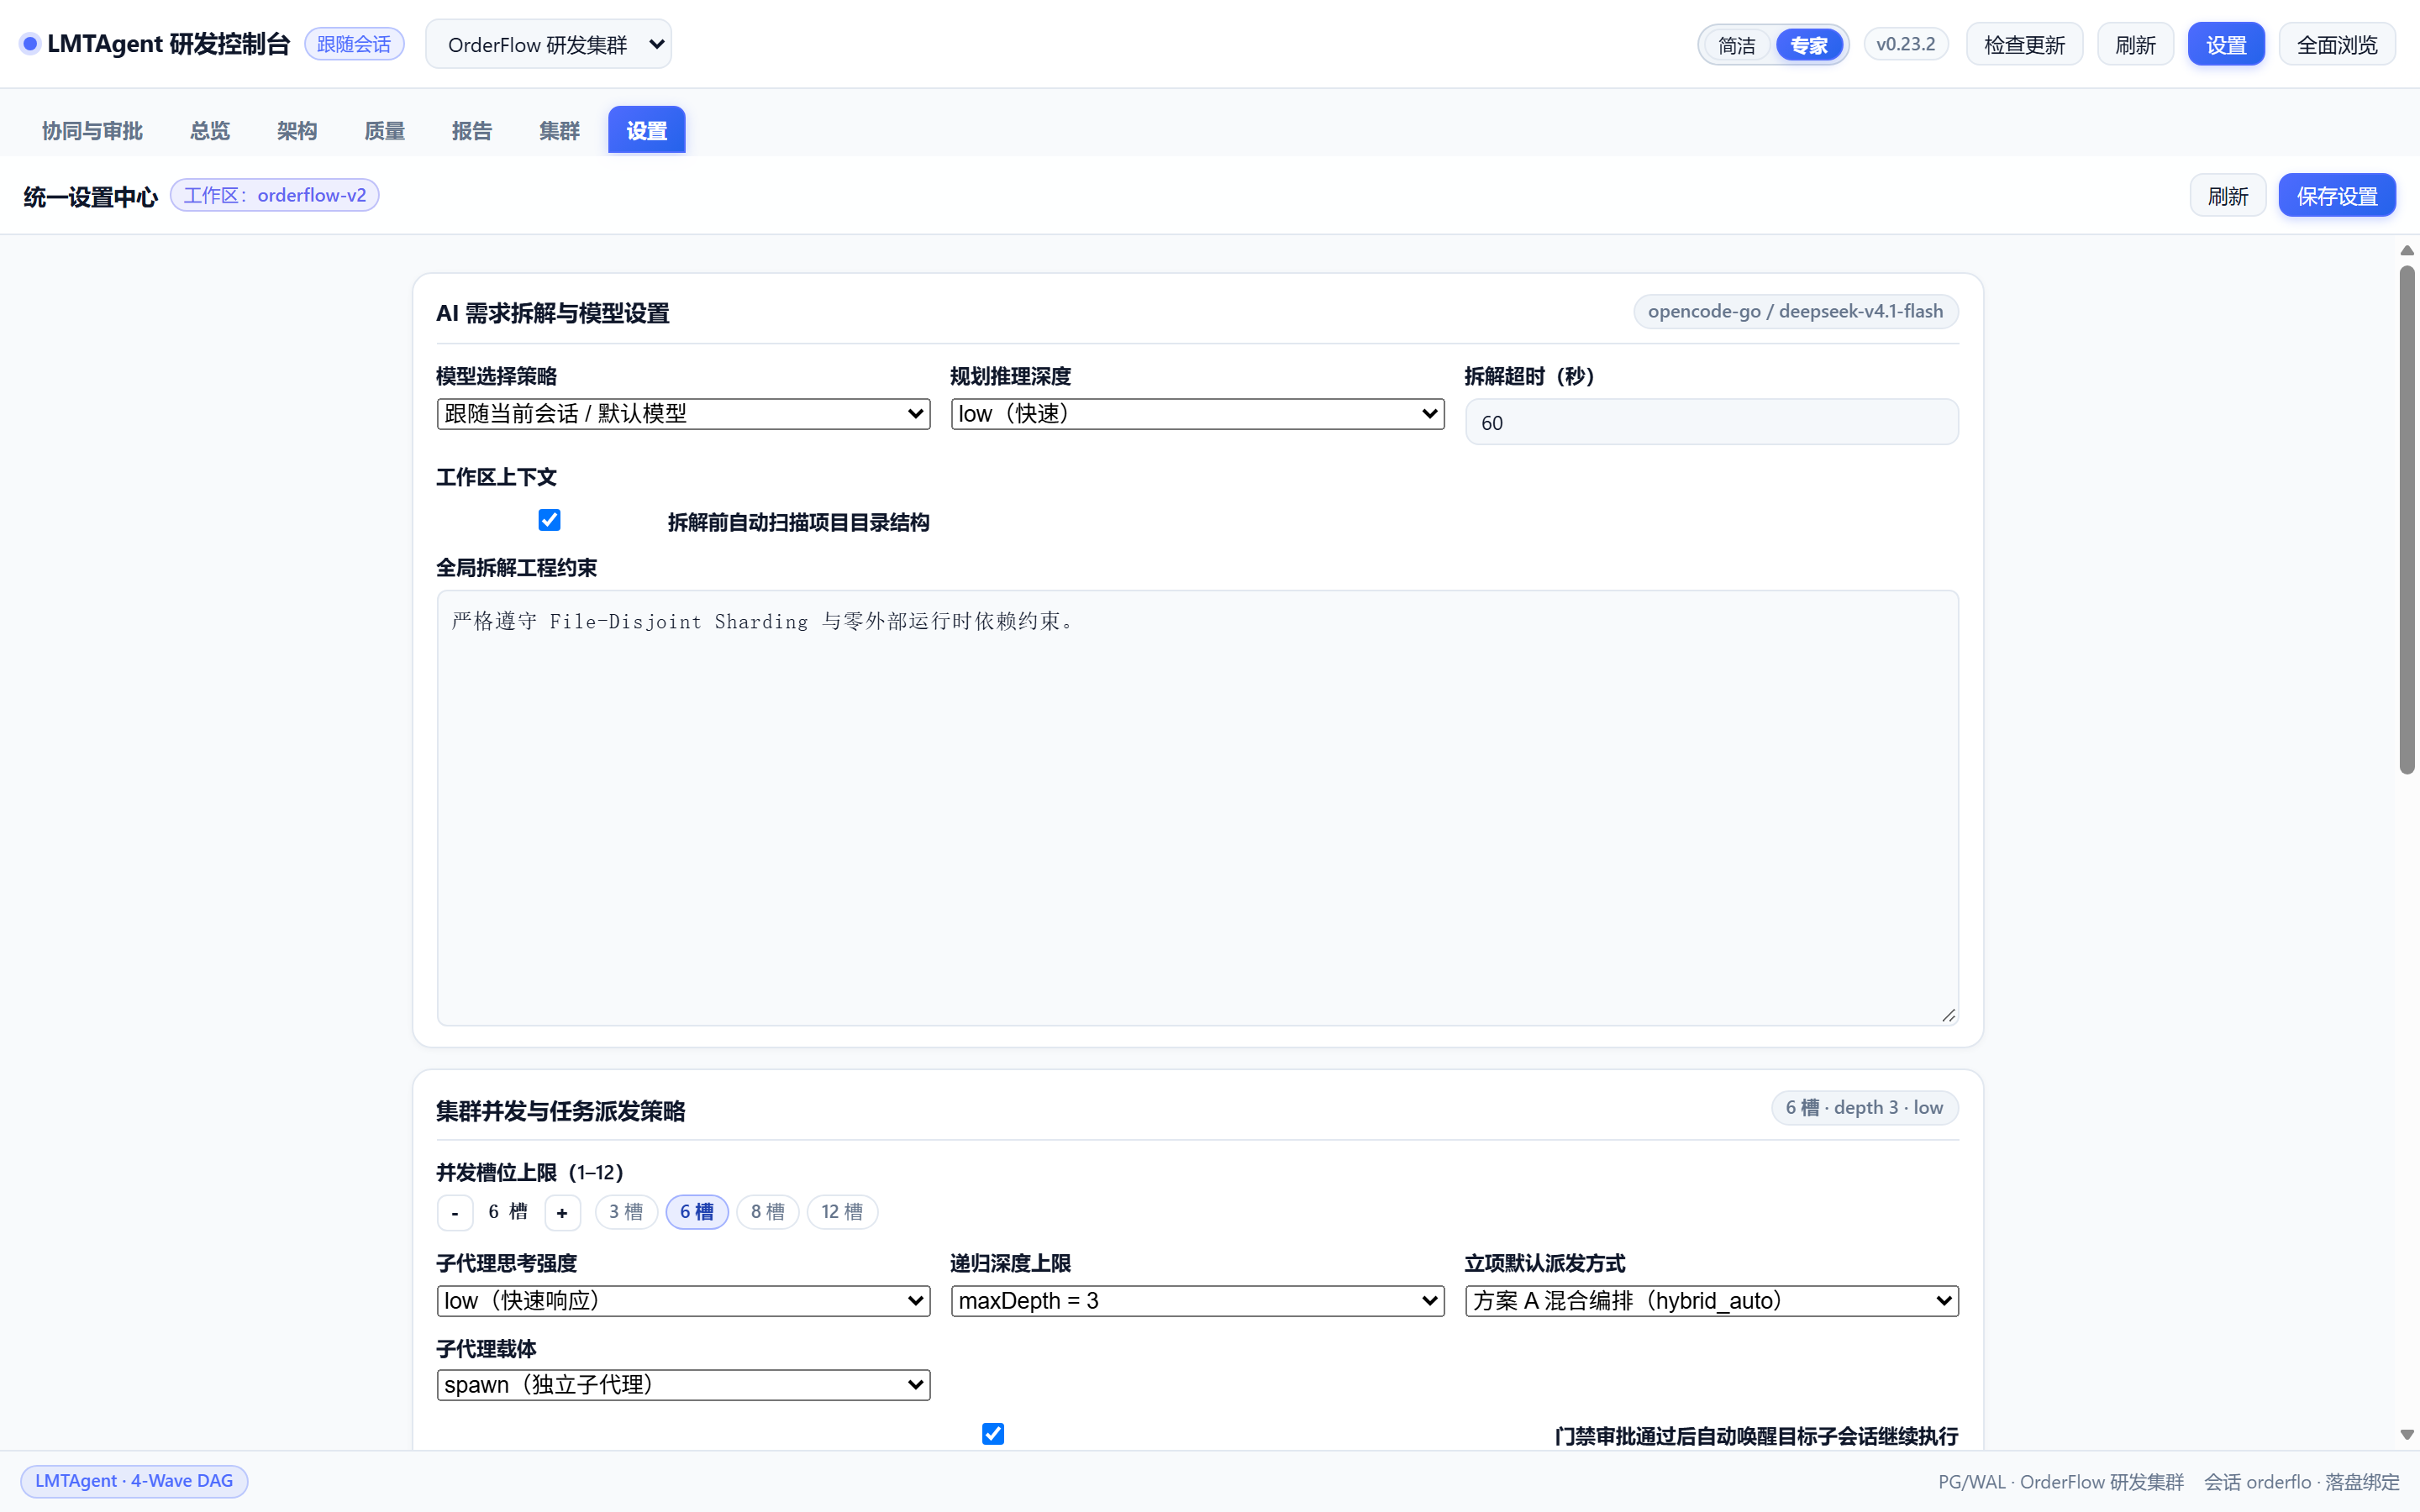 LMTAgent 研发控制台 跟随会话 OrderFlow 研发集群 简洁 专家 v0.23.2 检查更新 刷新 设置 全面浏览
协同与审批 总览 架构 质量 报告 集群 设置
统一设置中心 工作区：orderflow-v2 刷新 保存设置
AI 需求拆解与模型设置 opencode-go / deepseek-v4.1-flash
模型选择策略 规划推理深度 拆解超时（秒）
跟随当前会话 / 默认模型 low（快速） 60
工作区上下文
拆解前自动扫描项目目录结构
全局拆解工程约束
严格遵守 File-Disjoint Sharding 与零外部运行时依赖约束。
集群并发与任务派发策略 6 槽 · depth 3 · low
并发槽位上限（1–12）
- 6 槽 + 3 槽 6 槽 8 槽 12 槽
子代理思考强度 递归深度上限 立项默认派发方式
low（快速响应） maxDepth = 3 方案 A 混合编排（hybrid_auto）
子代理载体
spawn（独立子代理）
门禁审批通过后自动唤醒目标子会话继续执行
LMTAgent · 4-Wave DAG PG/WAL · OrderFlow 研发集群 会话 orderflo · 落盘绑定